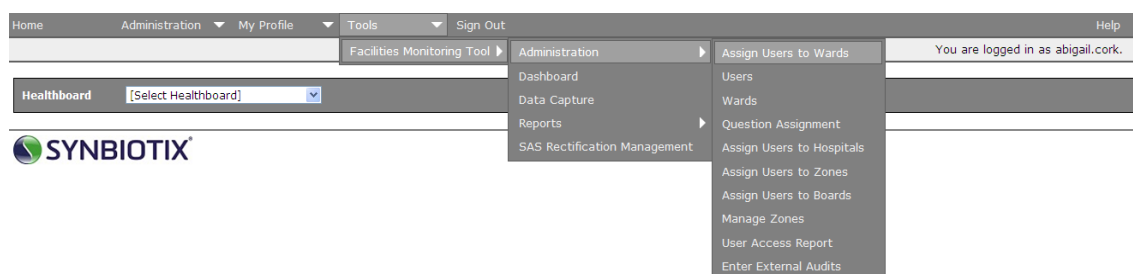 Home Administration My Profile Tools Sign Out Help
Facilities Monitoring Tool Administration Assign Users to Wards You are logged in as abigail.cork.
Dashboard Users
Healthboard [Select Healthboard] Data Capture Wards
Reports Question Assignment
SYNBIOTIX SAS Rectification Management Assign Users to Hospitals
Assign Users to Zones
Assign Users to Boards
Manage Zones
User Access Report
Enter External Audits